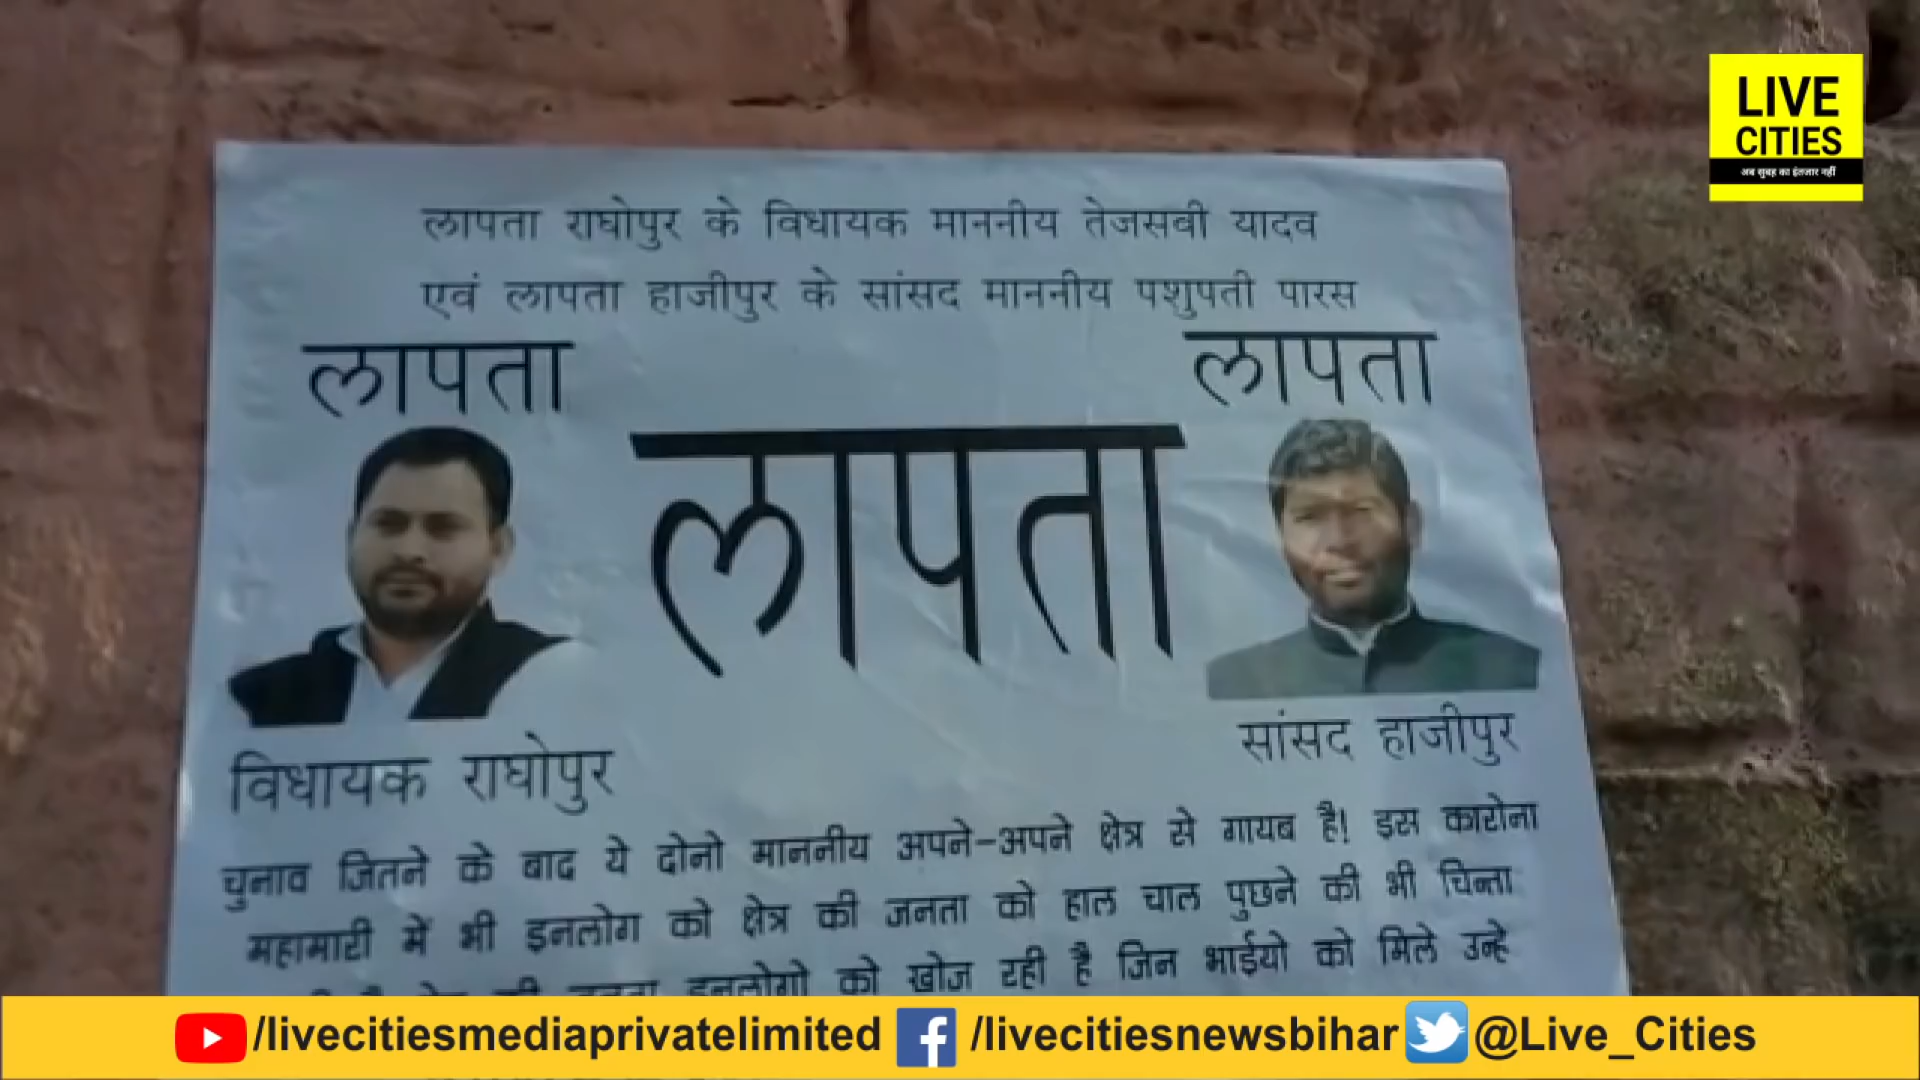 LIVE
CITIES
अब सुबह का इंतजार नहीं
लापता राघोपुर के विधायक माननीय तेजसबी यादव
एवं लापता हाजीपुर के सांसद माननीय पशुपती पारस
लापता
लापता
लापता
विधायक राघोपुर
सांसद हाजीपुर
चुनाव जितने के बाद ये दोनो माननीय अपने-अपने क्षेत्र से गायब है! इस कारोना
महामारी में भी इनलोग को क्षेत्र की जनता को हाल चाल पुछने की भी चिन्ता
इनलोगो को खोज रही है जिन भाईयो को मिले उन्हे
/livecitiesmediaprivatelimited
/livecitiesnewsbihar
@Live_Cities